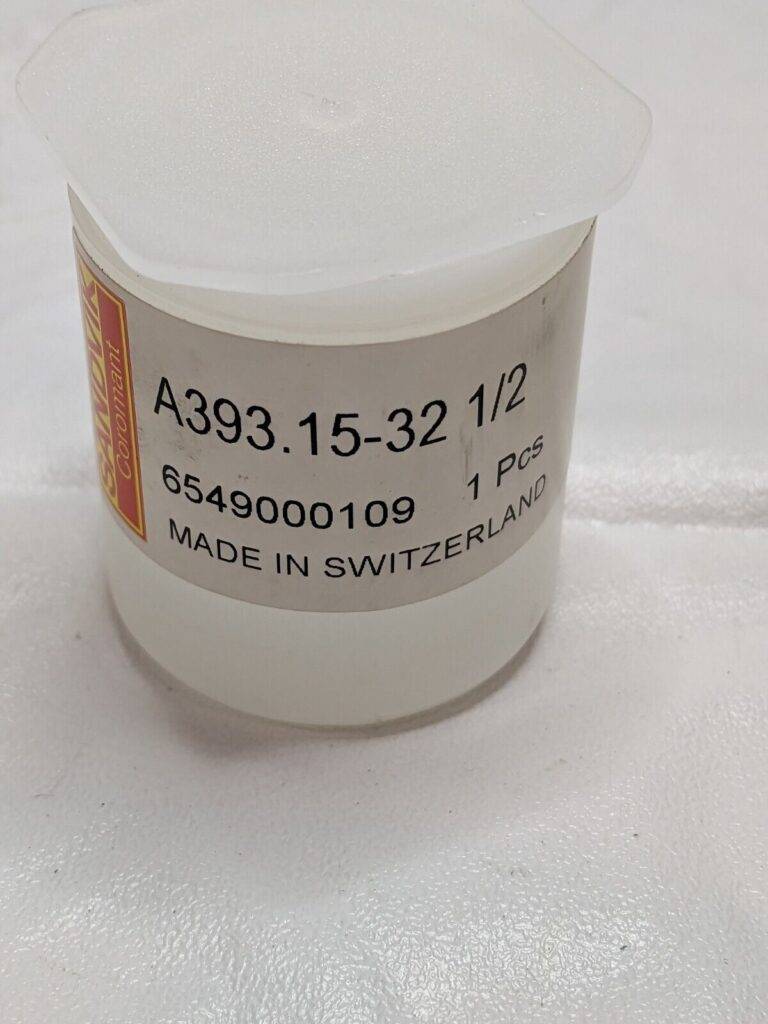 SANDVIK
Coromant
A393.15-32 1/2
6549000109 1 Pcs
MADE IN SWITZERLAND